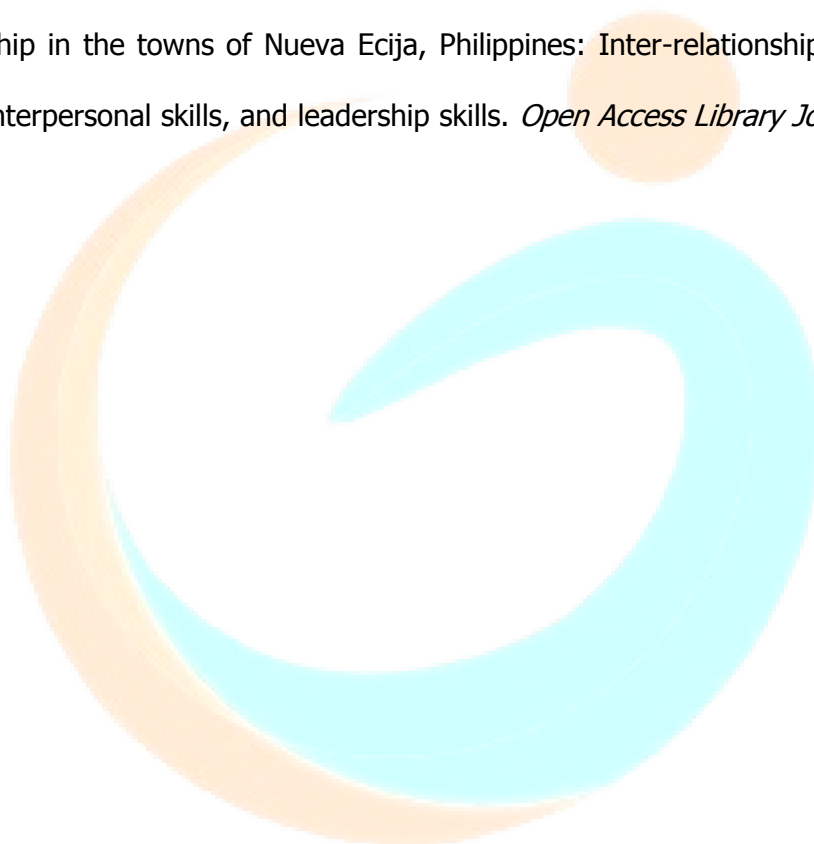 hip in the towns of Nueva Ecija, Philippines: Inter-relationship
nterpersonal skills, and leadership skills. Open Access Library Jo